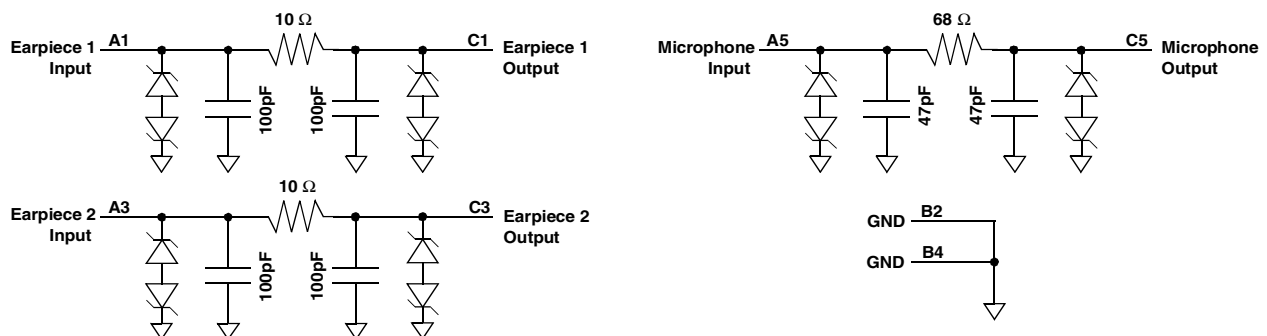 10 Ω
Earpiece 1
Input
A1
C1
Earpiece 1
Output
100pF
100pF
68 Ω
Microphone
Input
A5
C5
Microphone
Output
47pF
47pF
10 Ω
Earpiece 2
Input
A3
C3
Earpiece 2
Output
100pF
100pF
GND
B2
GND
B4